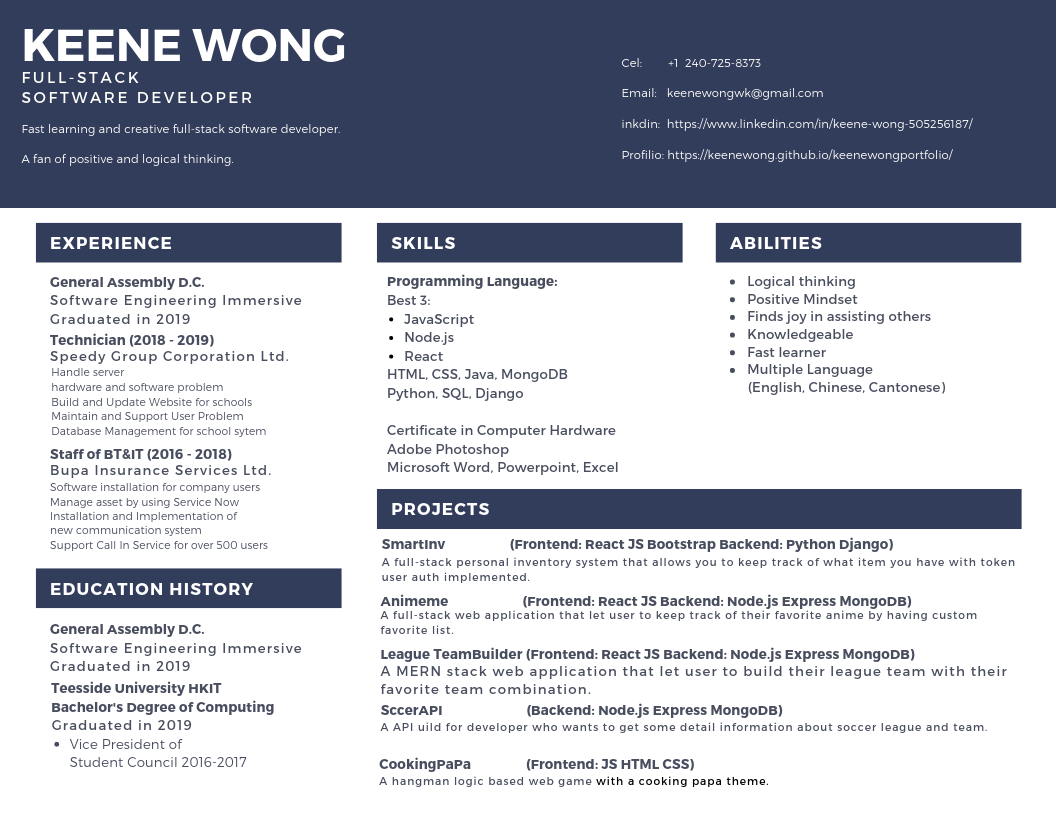 KEENE WONG
FULL-STACK
SOFTWARE DEVELOPER
Fast learning and creative full-stack software developer.
A fan of positive and logical thinking.
Cel: +1 240-725-8373
Email: keenewongwk@gmail.com
inkdin: https://www.linkedin.com/in/keene-wong-505256187/
Profilio: https://keenewong.github.io/keenewongportfolio/
EXPERIENCE
General Assembly D.C.
Software Engineering Immersive
Graduated in 2019
Technician (2018 - 2019)
Speedy Group Corporation Ltd.
Handle server
hardware and software problem
Build and Update Website for schools
Maintain and Support User Problem
Database Management for school sytem
Staff of BT&IT (2016 - 2018)
Bupa Insurance Services Ltd.
Software installation for company users
Manage asset by using Service Now
Installation and Implementation of
new communication system
Support Call In Service for over 500 users
EDUCATION HISTORY
General Assembly D.C.
Software Engineering Immersive
Graduated in 2019
Teesside University HKIT
Bachelor's Degree of Computing
Graduated in 2019
• Vice President of
Student Council 2016-2017
SKILLS
Programming Language:
Best 3:
• JavaScript
• Node.js
• React
HTML, CSS, Java, MongoDB
Python, SQL, Django
Certificate in Computer Hardware
Adobe Photoshop
Microsoft Word, Powerpoint, Excel
ABILITIES
• Logical thinking
• Positive Mindset
• Finds joy in assisting others
• Knowledgeable
• Fast learner
• Multiple Language
(English, Chinese, Cantonese)
PROJECTS
SmartInv (Frontend: React JS Bootstrap Backend: Python Django)
A full-stack personal inventory system that allows you to keep track of what item you have with token
user auth implemented.
Animeme (Frontend: React JS Backend: Node.js Express MongoDB)
A full-stack web application that let user to keep track of their favorite anime by having custom
favorite list.
League TeamBuilder (Frontend: React JS Backend: Node.js Express MongoDB)
A MERN stack web application that let user to build their league team with their
favorite team combination.
SccerAPI (Backend: Node.js Express MongoDB)
A API uild for developer who wants to get some detail information about soccer league and team.
CookingPaPa (Frontend: JS HTML CSS)
A hangman logic based web game with a cooking papa theme.